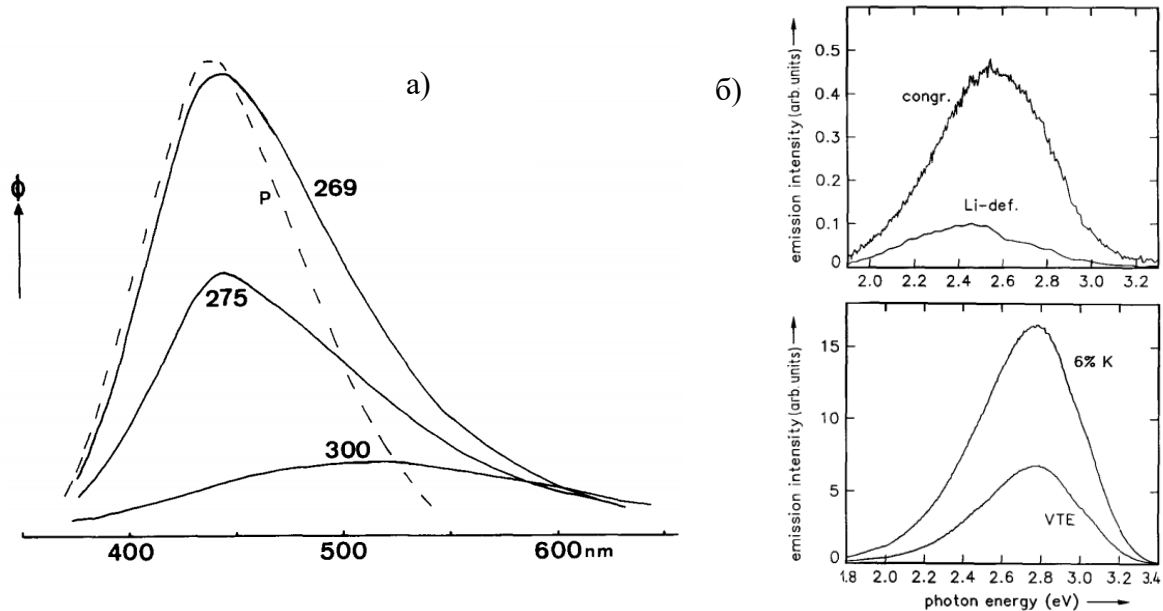 а)
ϕ
P
269
275
300
400
500
600nm
б)
emission intensity (arb.units)
0.5
0.4
0.3
0.2
0.1
0
congr.
Li-def.
2.0 2.2 2.4 2.6 2.8 3.0 3.2
emission intensity (arb.units)
15
10
5
0
6% K
VTE
1.8 2.0 2.2 2.4 2.6 2.8 3.0 3.2 3.4
photon energy (eV)